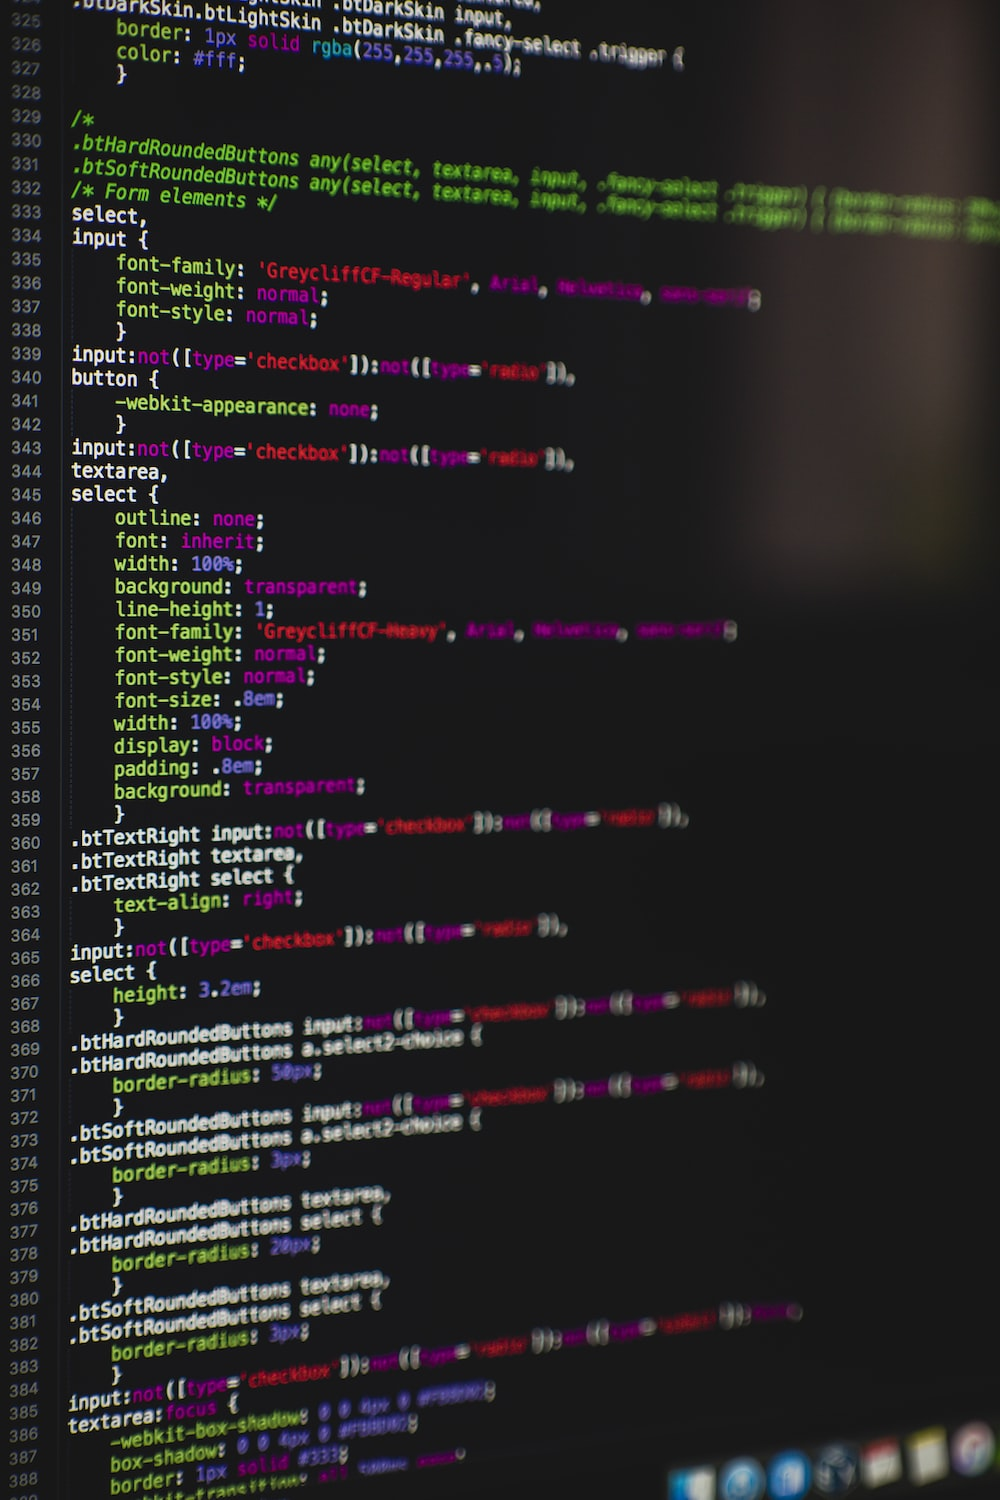 325 .btDarkSkin.btLightSkin .btDarkSkin input,
326 .btDarkSkin.btLightSkin .btDarkSkin .fancy-select .trigger {
327 border: 1px solid rgba(255,255,255,.5);
328 color: #fff;
}
329 /*
330 .btHardRoundedButtons any(select, textarea, input, .fancy-select .trigger) { (border-radius:
331 .btSoftRoundedButtons any(select, textarea, input, .fancy-select .trigger) { (border-radius:
332 /* Form elements */
333 select,
334 input {
335 font-family: 'GreycliffCF-Regular', Arial, Helvetica, sans-serif;
336 font-weight: normal;
337 font-style: normal;
338 }
339 input:not([type='checkbox']):not([type='radio']),
340 button {
341 -webkit-appearance: none;
342 }
343 input:not([type='checkbox']):not([type='radio']),
344 textarea,
345 select {
346 outline: none;
347 font: inherit;
348 width: 100%;
349 background: transparent;
350 line-height: 1;
351 font-family: 'GreycliffCF-Heavy', Arial, Helvetica, sans-serif;
352 font-weight: normal;
353 font-style: normal;
354 font-size: .8em;
355 width: 100%;
356 display: block;
357 padding: .8em;
358 background: transparent;
359 }
360 .btTextRight input:not([type='checkbox']):not([type='radio']),
361 .btTextRight textarea,
362 .btTextRight select {
363 text-align: right;
364 }
365 input:not([type='checkbox']):not([type='radio']),
366 select {
367 height: 3.2em;
368 }
369 .btHardRoundedButtons input:not([type='checkbox']):not([type='radio']),
370 .btHardRoundedButtons a.select2-choice {
371 border-radius: 50px;
372 }
373 .btSoftRoundedButtons input:not([type='checkbox']):not([type='radio']),
374 .btSoftRoundedButtons a.select2-choice {
375 border-radius: 3px;
376 }
377 .btHardRoundedButtons textarea,
378 .btHardRoundedButtons select {
379 border-radius: 20px;
380 }
381 .btSoftRoundedButtons textarea,
382 .btSoftRoundedButtons select {
383 border-radius: 3px;
384 }
385 input:not([type='checkbox']):not([type='radio']):not([type=
386 textarea:focus {
387 -webkit-box-shadow: 0 0 4px 0
388 box-shadow: 0 0 4px 0
border: 1px solid #333;